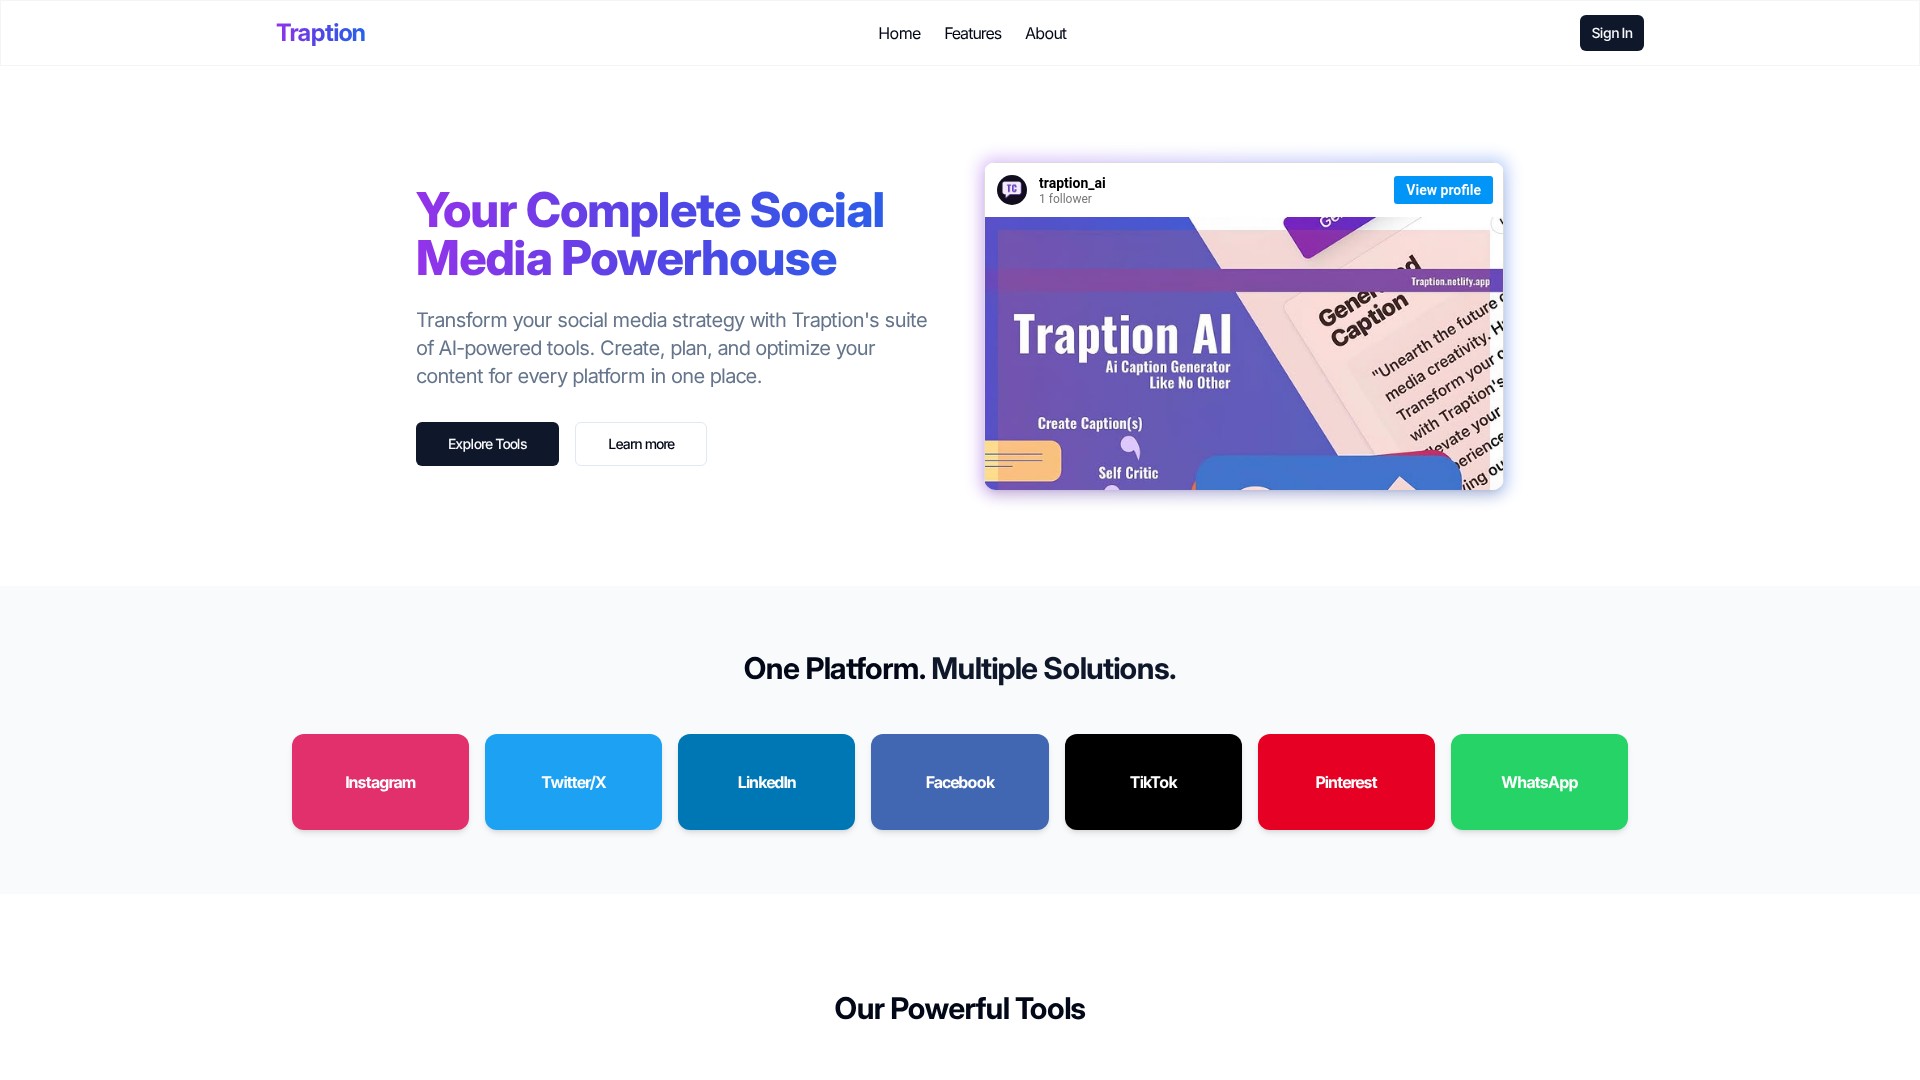 Traption
Home
Features
About
Sign In
Your Complete Social
Media Powerhouse
Transform your social media strategy with Traption's suite
of AI-powered tools. Create, plan, and optimize your
content for every platform in one place.
Explore Tools
Learn more
TC
traption_ai
1 follower
View profile
Traption.netlify.app
Traption AI
Ai Caption Generator
Like No Other
Create Caption(s)
Self Critic
Caption
"Unearth the future
media creativity.
Transform your
with Traption's
your
One Platform. Multiple Solutions.
Instagram
Twitter/X
LinkedIn
Facebook
TikTok
Pinterest
WhatsApp
Our Powerful Tools